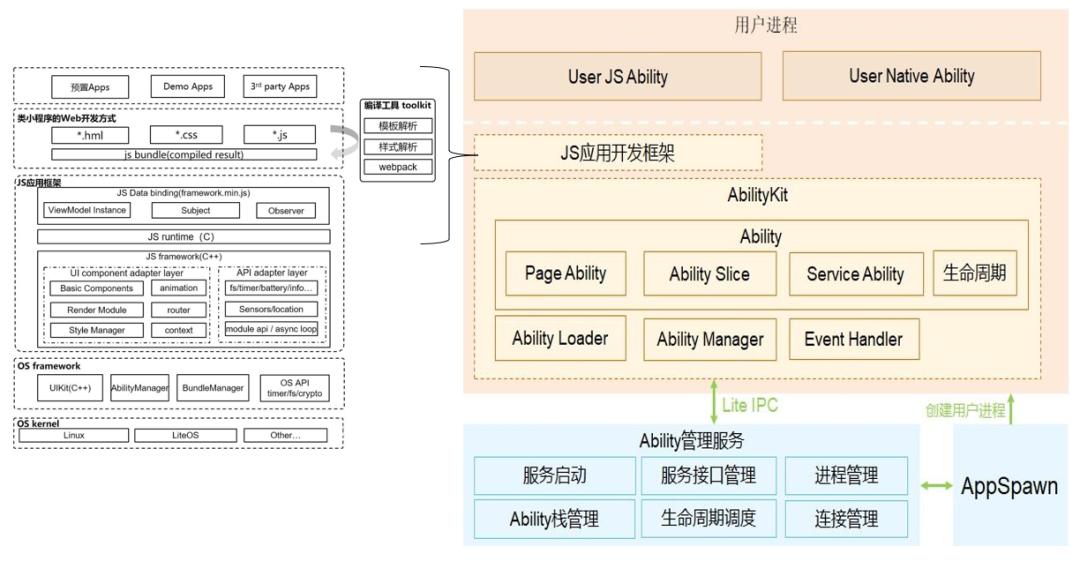 预置Apps
Demo Apps
3rd party Apps
类小程序的Web开发方式
*.hml
*.css
*.js
js bundle(compiled result)
编译工具 toolkit
模板解析
样式解析
webpack
JS应用框架
JS Data binding(framework.min.js)
ViewModel Instance
Subject
Observer
JS runtime（C）
JS framework(C++)
UI component adapter layer
Basic Components
animation
Render Module
router
Style Manager
context
API adapter layer
fs/timer/battery/info…
Sensors/location
module api / async loop
OS framework
UIKit(C++)
AbilityManager
BundleManager
OS API
timer/fs/crypto
OS kernel
Linux
LiteOS
Other…
用户进程
User JS Ability
User Native Ability
JS应用开发框架
AbilityKit
Ability
Page Ability
Ability Slice
Service Ability
生命周期
Ability Loader
Ability Manager
Event Handler
Lite IPC
创建用户进程
Ability管理服务
服务启动
服务接口管理
进程管理
Ability栈管理
生命周期调度
连接管理
AppSpawn